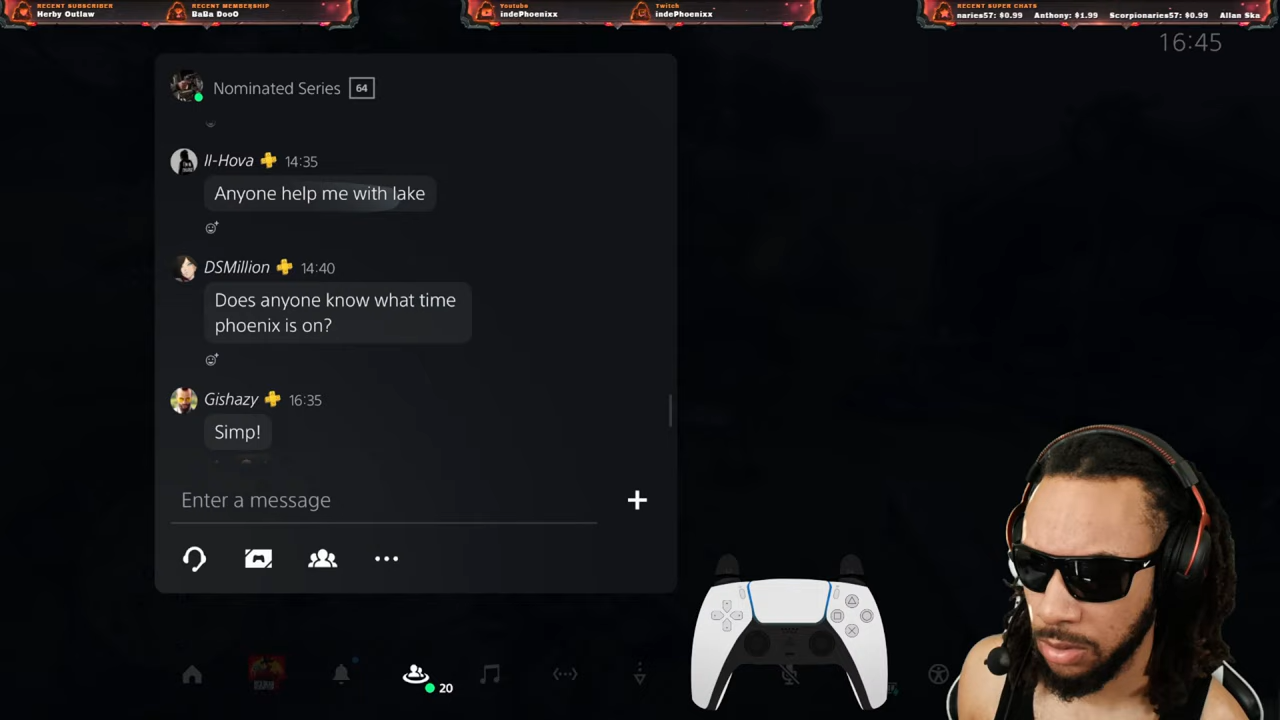 RECENT SUBSCRIBER
Herby Outlaw
RECENT MEMBERSHIP
BaBa DooO
Youtube
indePhoenixx
Twitch
indePhoenixx
RECENT SUPER CHATS
naries57: $0.99 Anthony: $1.99 Scorpionaries57: $0.99 Allan Ska
16:45
Nominated Series 64
II-Hova 14:35
Anyone help me with lake
DSMillion 14:40
Does anyone know what time
phoenix is on?
Gishazy 16:35
Simp!
Enter a message
20